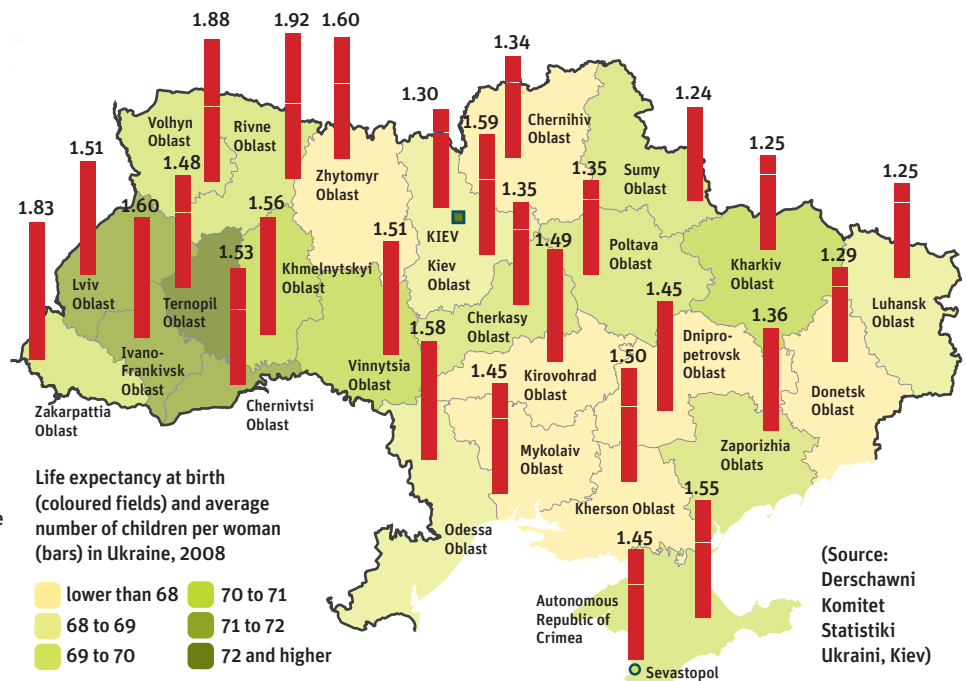 1.88
1.92
1.60
1.34
1.30
1.24
1.59
Chernihiv
Oblast
Volhyn
Oblast
Rivne
Oblast
1.51
1.48
1.25
Zhytomyr
Oblast
1.35
1.35
Sumy
Oblast
1.25
1.83
1.60
1.56
1.51
KIEV
1.53
1.49
Poltava
Oblast
Kharkiv
Oblast
1.29
Khmelnytskyi
Oblast
Kiev
Oblast
Lviv
Oblast
Ternopil
Oblast
Luhansk
Oblast
1.45
1.36
Cherkasy
Oblast
1.58
Ivano-
Frankivsk
Oblast
Vinnytsia
Oblast
1.45
Kirovohrad
Oblast
1.50
Dnipro-
petrovsk
Oblast
Donetsk
Oblast
Zakarpattia
Oblast
Chernivtsi
Oblast
Mykolaiv
Oblast
Zaporizhia
Oblats
Kherson Oblast
1.55
Odessa
Oblast
1.45
Autonomous
Republic of
Crimea
Sevastopol
Life expectancy at birth
(coloured fields) and average
number of children per woman
(bars) in Ukraine, 2008
lower than 68
68 to 69
69 to 70
70 to 71
71 to 72
72 and higher
(Source:
Derschawni
Komitet
Statistiki
Ukraini, Kiev)